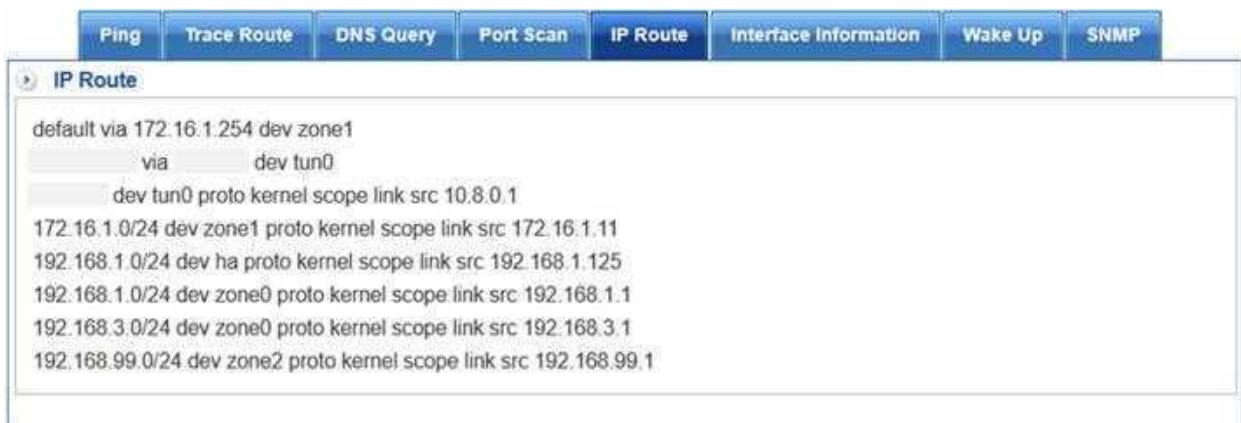 Ping Trace Route DNS Query Port Scan IP Route Interface Information Wake Up SNMP
IP Route
default via 172.16.1.254 dev zone1
via dev tun0
dev tun0 proto kernel scope link src 10.8.0.1
172.16.1.0/24 dev zone1 proto kernel scope link src 172.16.1.11
192.168.1.0/24 dev ha proto kernel scope link src 192.168.1.125
192.168.1.0/24 dev zone0 proto kernel scope link src 192.168.1.1
192.168.3.0/24 dev zone0 proto kernel scope link src 192.168.3.1
192.168.99.0/24 dev zone2 proto kernel scope link src 192.168.99.1